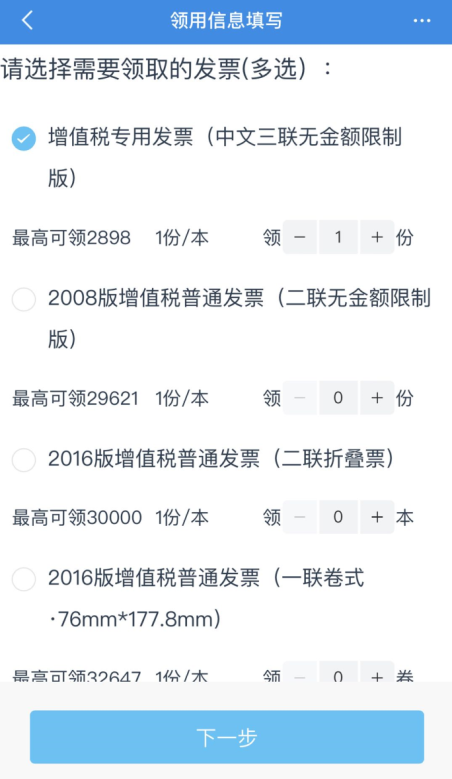 领用信息填写
请选择需要领取的发票(多选）：
增值税专用发票（中文三联无金额限制
版）
最高可领2898 1份/本 领 − 1 + 份
2008版增值税普通发票（二联无金额限制
版）
最高可领29621 1份/本 领 − 0 + 份
2016版增值税普通发票（二联折叠票）
最高可领30000 1份/本 领 − 0 + 本
2016版增值税普通发票（一联卷式
·76mm*177.8mm）
最高可领32647 1份/本 领 − 0 + 卷
下一步